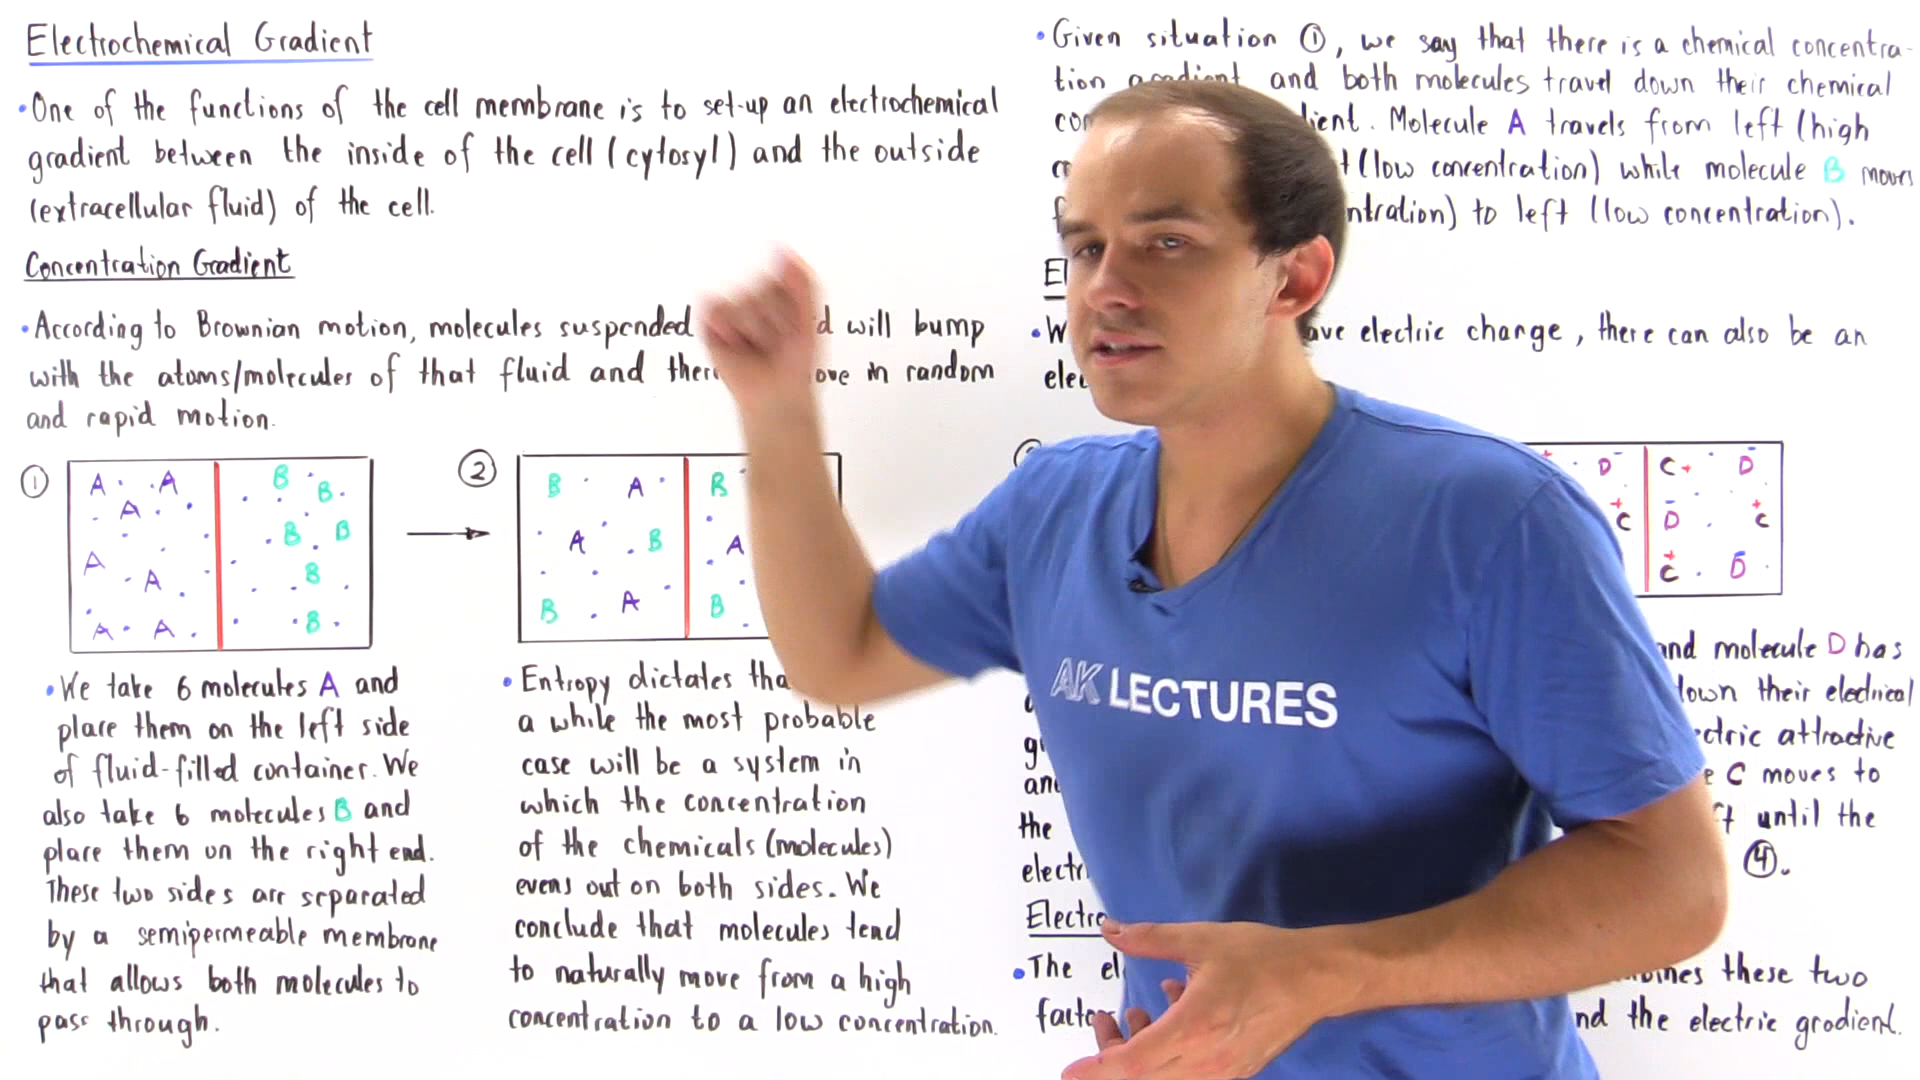 Electrochemical Gradient
• One of the functions of the cell membrane is to set-up an electrochemical
gradient between the inside of the cell (cytosyl) and the outside
(extracellular fluid) of the cell.
Concentration Gradient
• According to Brownian motion, molecules suspended will bump
with the atoms/molecules of that fluid and in random
and rapid motion.
① ②
A A A A A A A
B B B B B B
B A B
A B A
B A B
• We take 6 molecules A and
place them on the left side
of fluid-filled container. We
also take 6 molecules B and
place them on the right end.
These two sides are separated
by a semipermeable membrane
that allows both molecules to
pass through.
• Entropy dictates
a while the most probable
case will be a system in
which the concentration
of the chemicals (molecules)
evens out on both sides. We
conclude that molecules tend
to naturally move from a high
concentration to a low concentration.
• Given situation ①, we say that there is a chemical concentra-
tion gradient and both molecules travel down their chemical
Molecule A travels from left (high
(low concentration) while molecule B moves
to left (low concentration).
electric charge, there can also be an
D- C+ D-
C+ D- C+
C+ D-
and molecule D has
down their electrical
attractive
C moves to
until the
the ④.
• The these two
and the electric gradient.
AK LECTURES